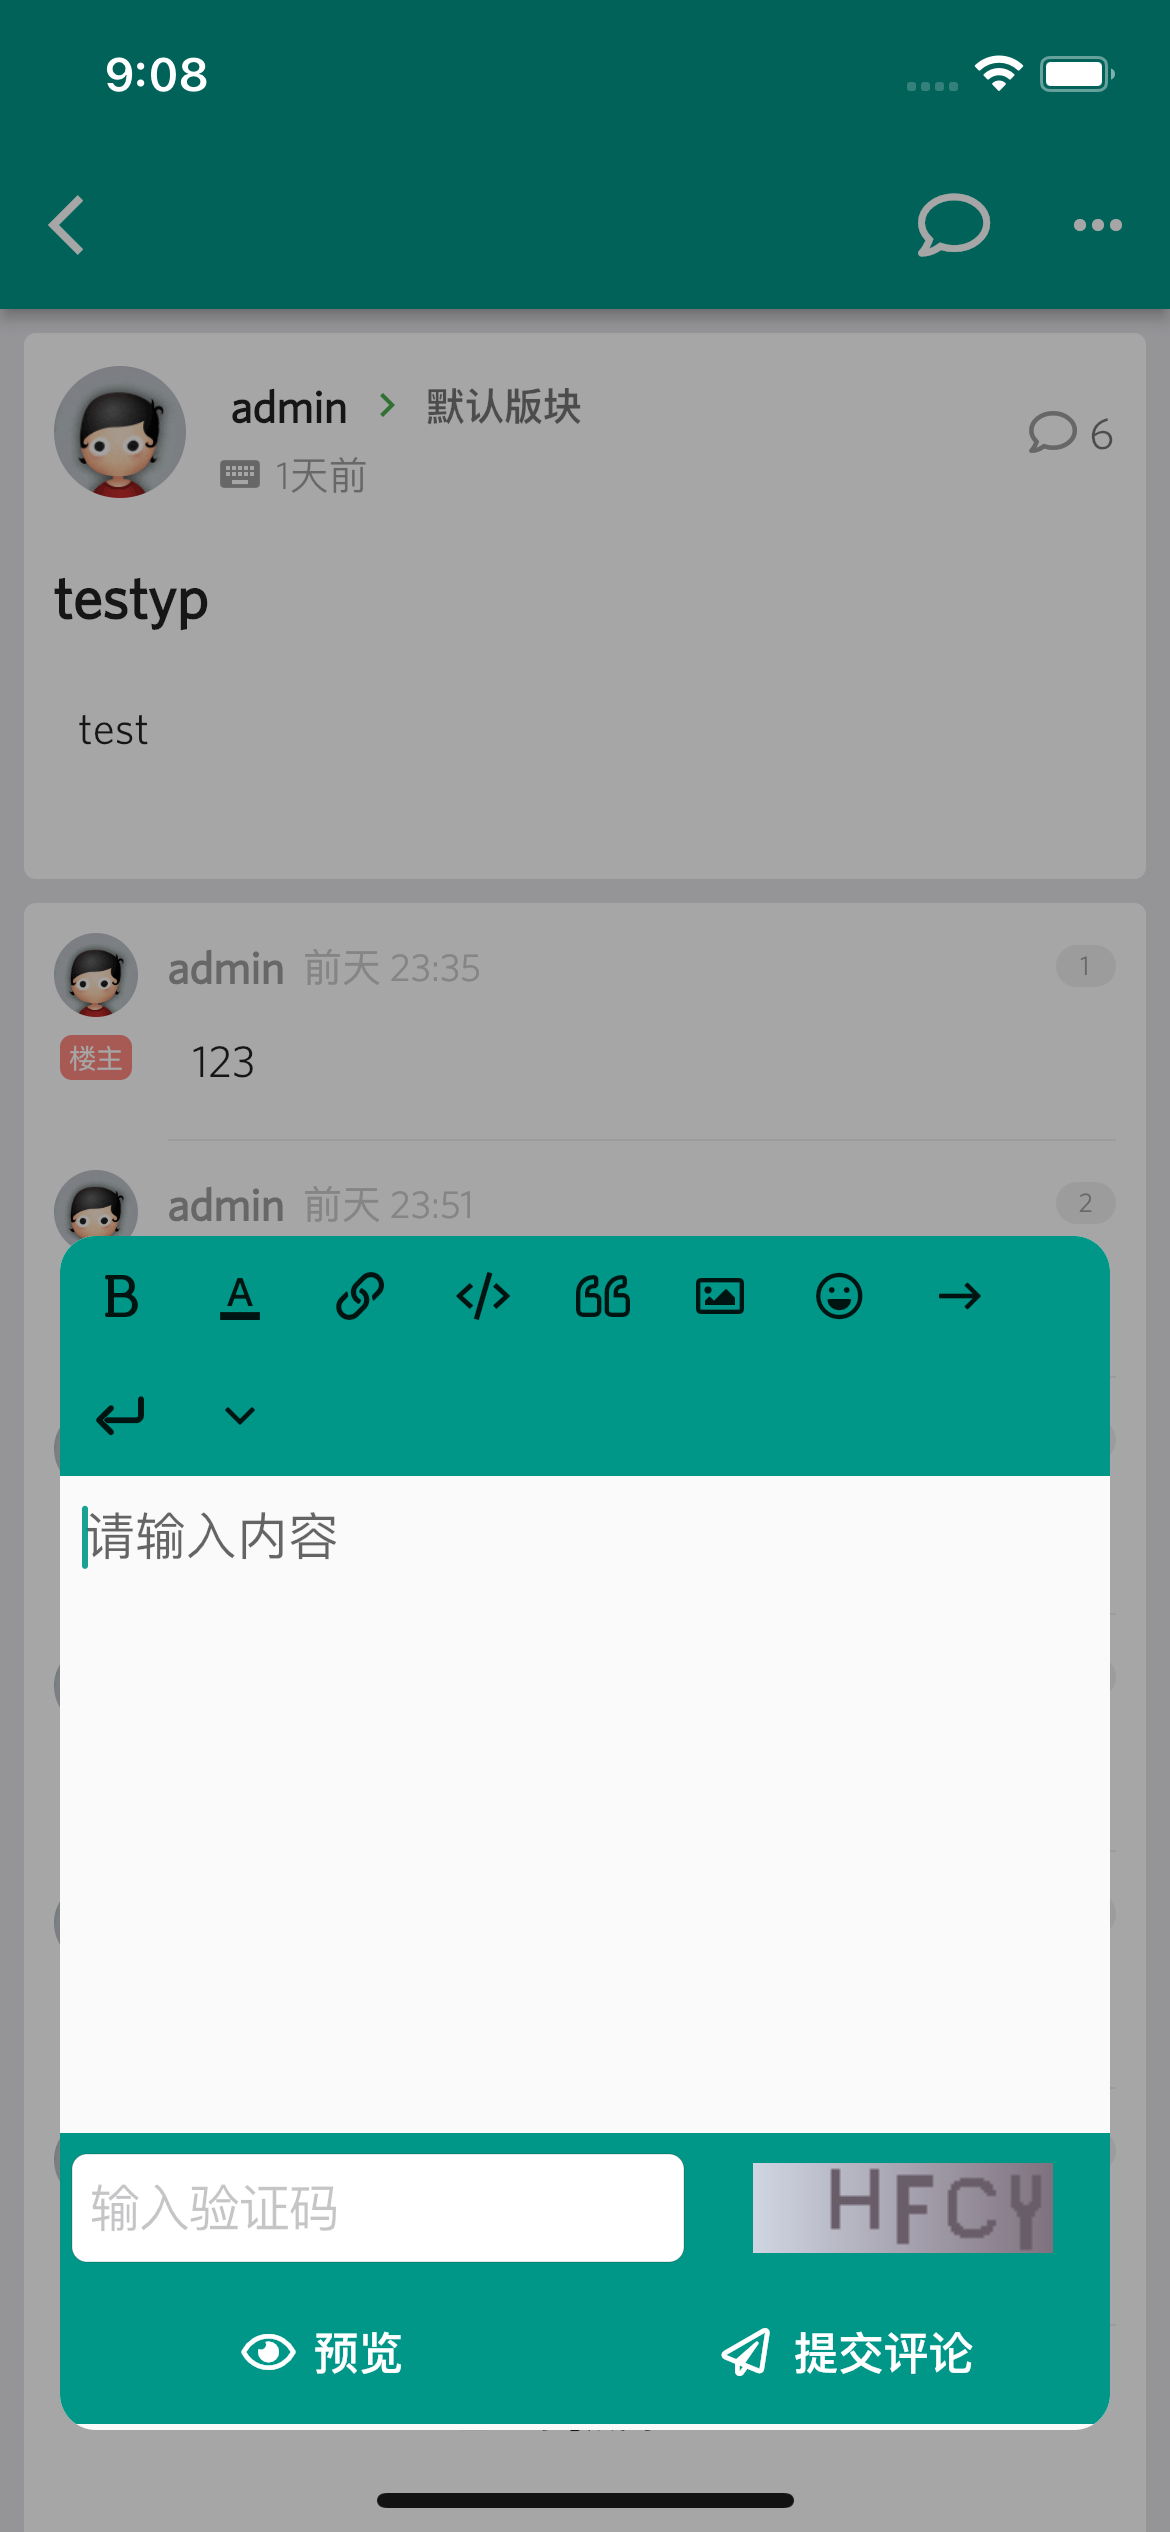 9:08
admin 默认版块
6
1天前
testyp
test
admin 前天 23:35
1
楼主
123
admin 前天 23:51
2
请输入内容
输入验证码
HFCY
预览
提交评论